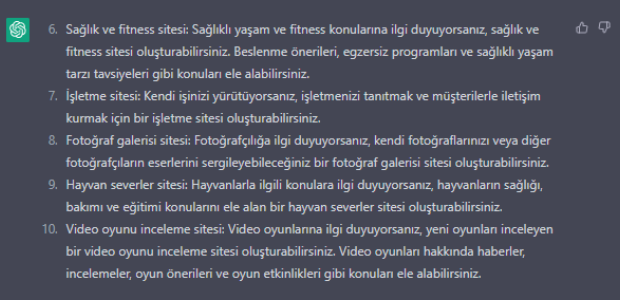 6. Sağlık ve fitness sitesi: Sağlıklı yaşam ve fitness konularına ilgi duyuyorsanız, sağlık ve
fitness sitesi oluşturabilirsiniz. Beslenme önerileri, egzersiz programları ve sağlıklı yaşam
tarzı tavsiyeleri gibi konuları ele alabilirsiniz.
7. İşletme sitesi: Kendi işinizi yürütüyorsanız, işletmenizi tanıtmak ve müşterilerle iletişim
kurmak için bir işletme sitesi oluşturabilirsiniz.
8. Fotoğraf galerisi sitesi: Fotoğrafçılığa ilgi duyuyorsanız, kendi fotoğraflarınızı veya diğer
fotoğrafçıların eserlerini sergileyebileceğiniz bir fotoğraf galerisi sitesi oluşturabilirsiniz.
9. Hayvan severler sitesi: Hayvanlarla ilgili konulara ilgi duyuyorsanız, hayvanların sağlığı,
bakımı ve eğitimi konularını ele alan bir hayvan severler sitesi oluşturabilirsiniz.
10. Video oyunu inceleme sitesi: Video oyunlarına ilgi duyuyorsanız, yeni oyunları inceleyen
bir video oyunu inceleme sitesi oluşturabilirsiniz. Video oyunları hakkında haberler,
incelemeler, oyun önerileri ve oyun etkinlikleri gibi konuları ele alabilirsiniz.